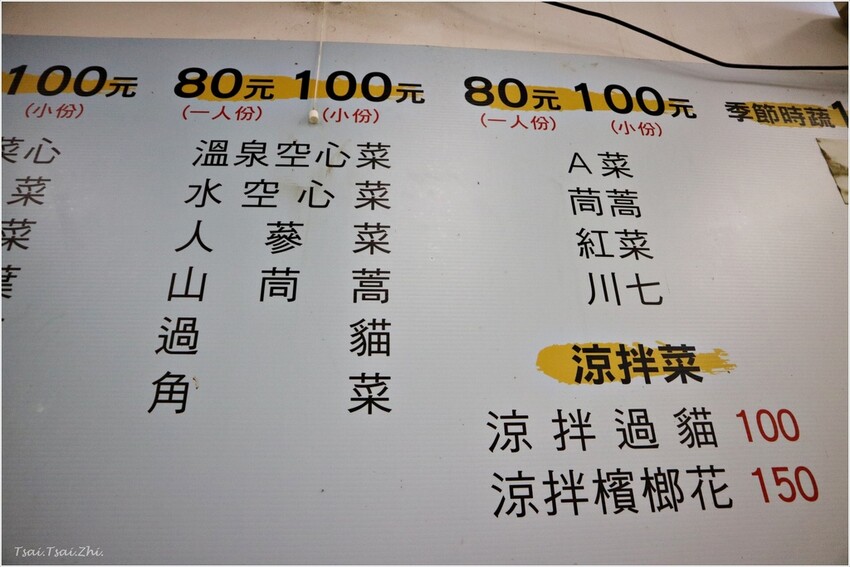 100元 80元 100元 80元 100元 季節時蔬
(小份) (一人份) (小份) (一人份) (小份)
菜心
菜
菜
溫泉空心菜
水空心菜
人蔘菜
山茼蒿
過貓
角菜
A菜
茼蒿
紅菜
川七
涼拌菜
涼拌過貓 100
涼拌檳榔花 150
Tsai.Tsai.Zhi.